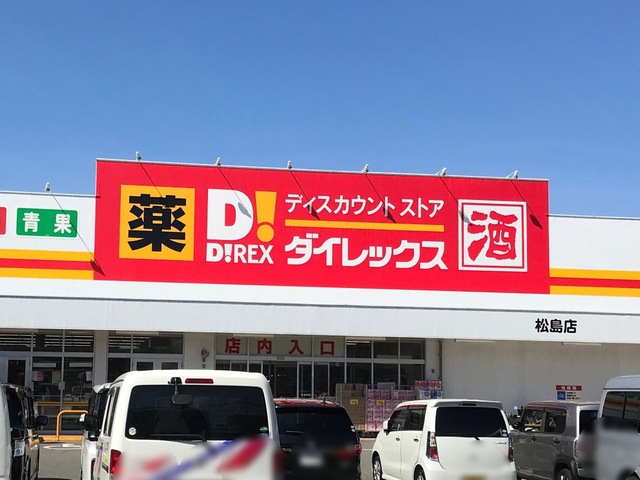 青果
薬
D!
D!REX
ディスカウント ストア
ダイレックス
酒
松島店
店内入口